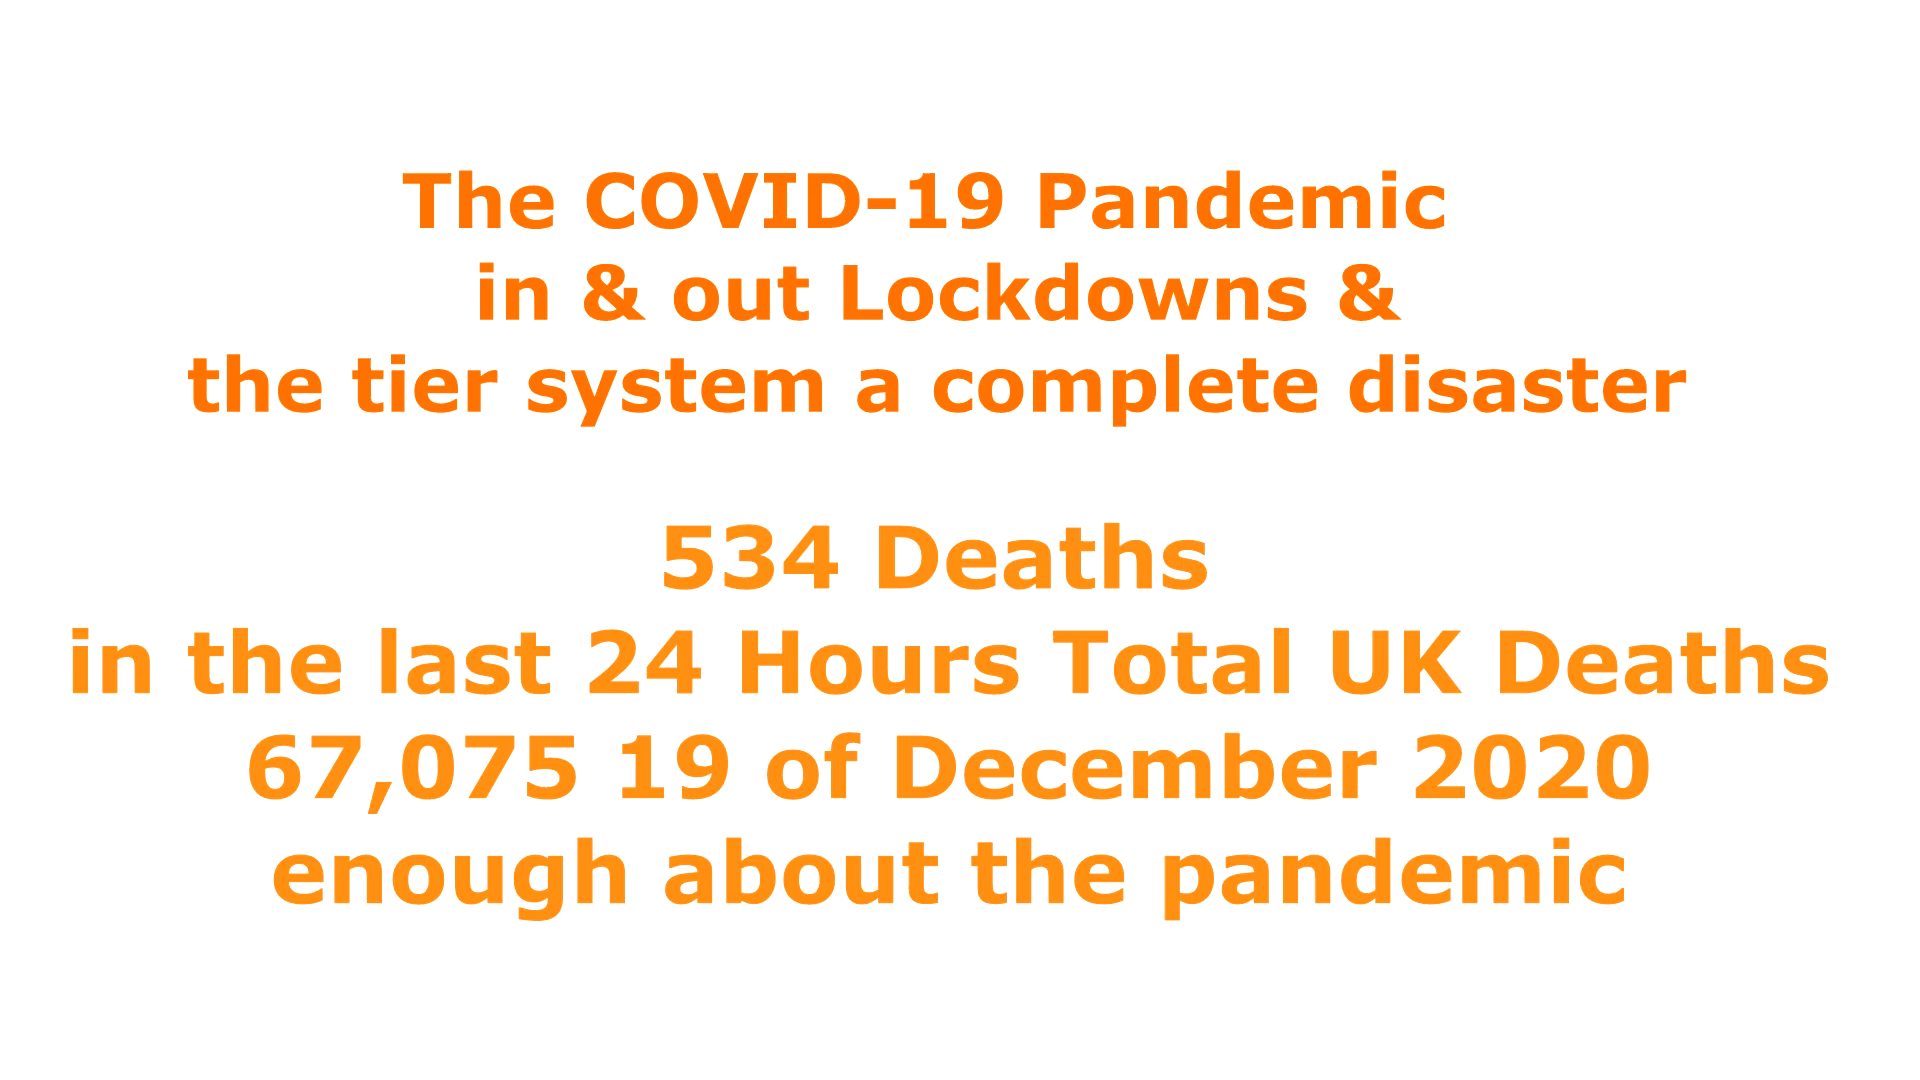 The COVID-19 Pandemic
in & out Lockdowns &
the tier system a complete disaster
534 Deaths
in the last 24 Hours Total UK Deaths
67,075 19 of December 2020
enough about the pandemic